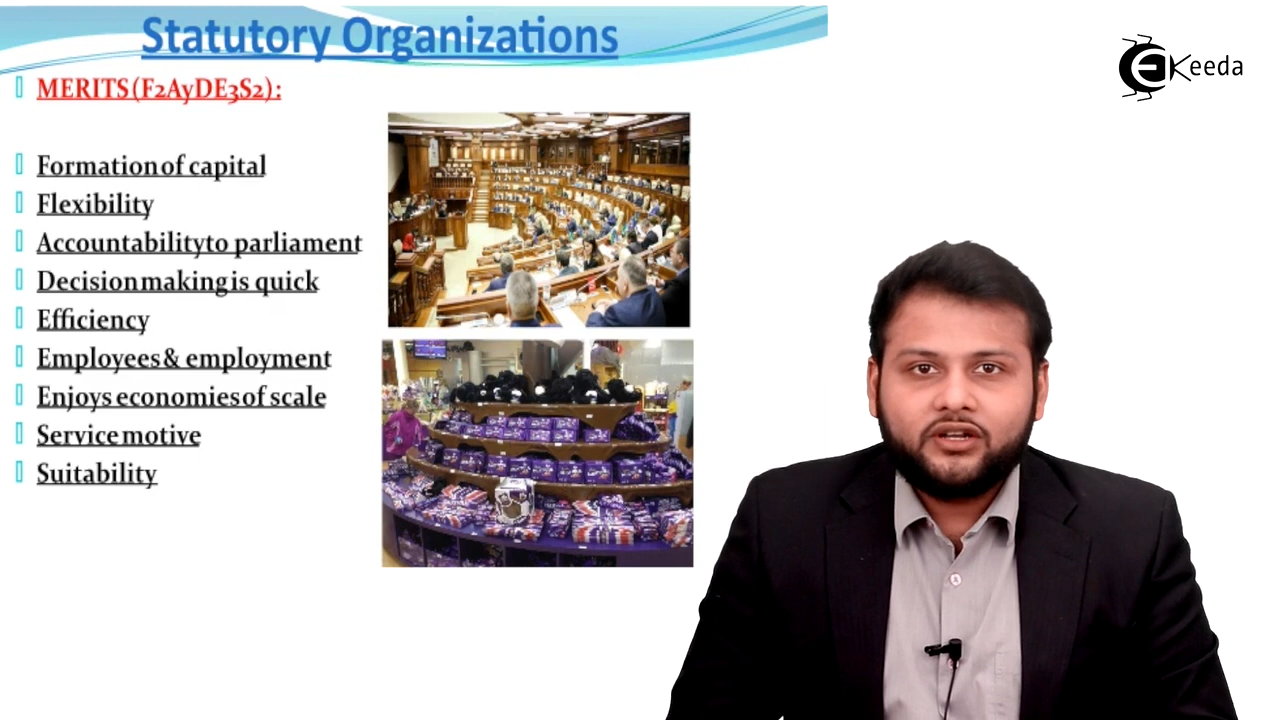 Statutory Organizations
MERITS (F2AyDE3S2) :
Formation of capital
Flexibility
Accountability to parliament
Decision making is quick
Efficiency
Employees & employment
Enjoys economies of scale
Service motive
Suitability
eKeeda